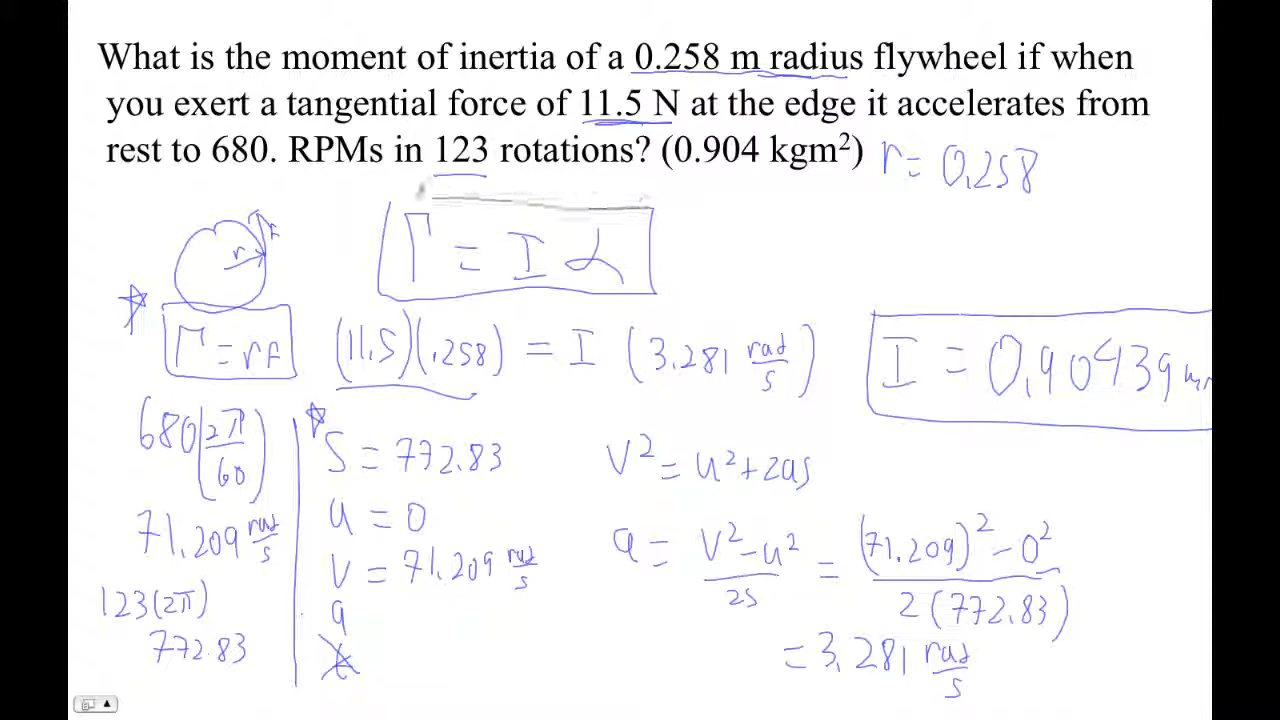 What is the moment of inertia of a 0.258 m radius flywheel if when
you exert a tangential force of 11.5 N at the edge it accelerates from
rest to 680. RPMs in 123 rotations? (0.904 kgm²)
r = 0.258
r F
Γ = I α
Γ = rF
(11.5)(.258) = I (3.281 rad/s)
I = 0.90439
680(2π/60)
71.209 rad/s
123(2π)
772.83
S = 772.83
u = 0
V = 71.209 rad/s
a
V² = u² + 2as
a = V² - u² / 2s = (71.209)² - 0² / 2(772.83)
= 3.281 rad/s